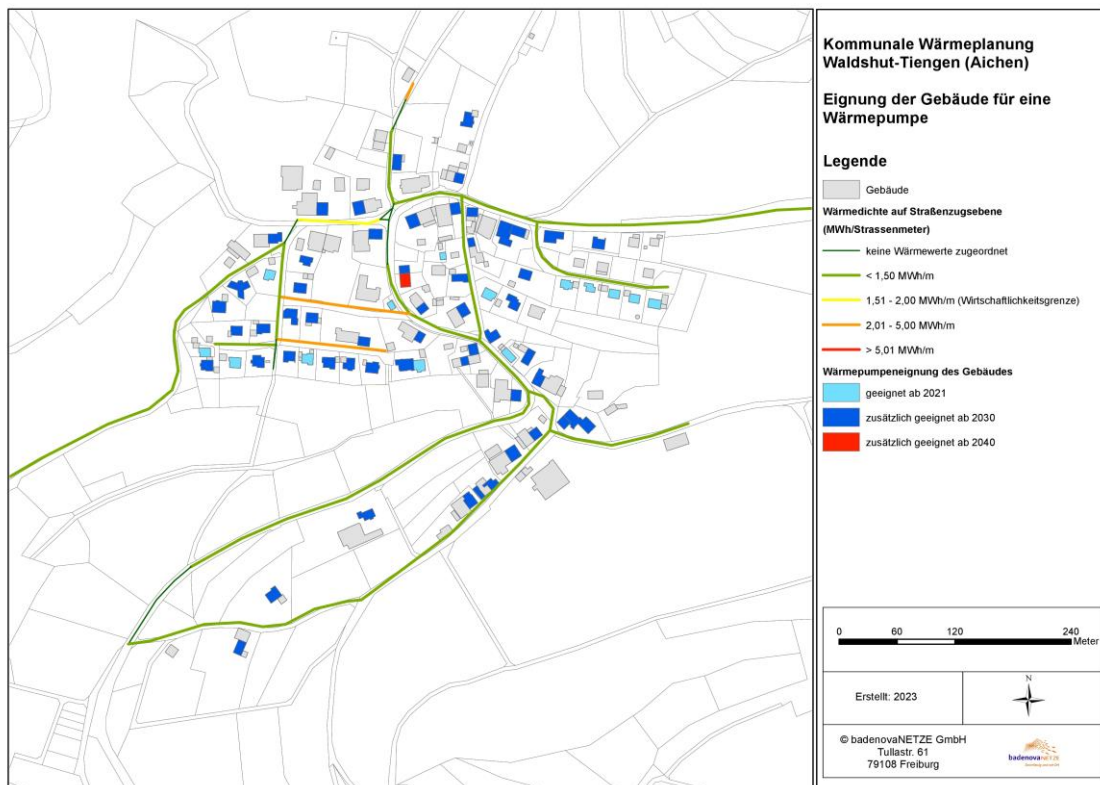 Kommunale Wärmeplanung
Waldshut-Tiengen (Aichen)
Eignung der Gebäude für eine
Wärmepumpe
Legende
Gebäude
Wärmedichte auf Straßenzugsebene
(MWh/Strassenmeter)
keine Wärmewerte zugeordnet
< 1,50 MWh/m
1,51 - 2,00 MWh/m (Wirtschaftlichkeitsgrenze)
2,01 - 5,00 MWh/m
> 5,01 MWh/m
Wärmepumpeneignung des Gebäudes
geeignet ab 2021
zusätzlich geeignet ab 2030
zusätzlich geeignet ab 2040
0 60 120 240
Meter
Erstellt: 2023
N
© badenovaNETZE GmbH
Tullastr. 61
79108 Freiburg
badenovaNETZE